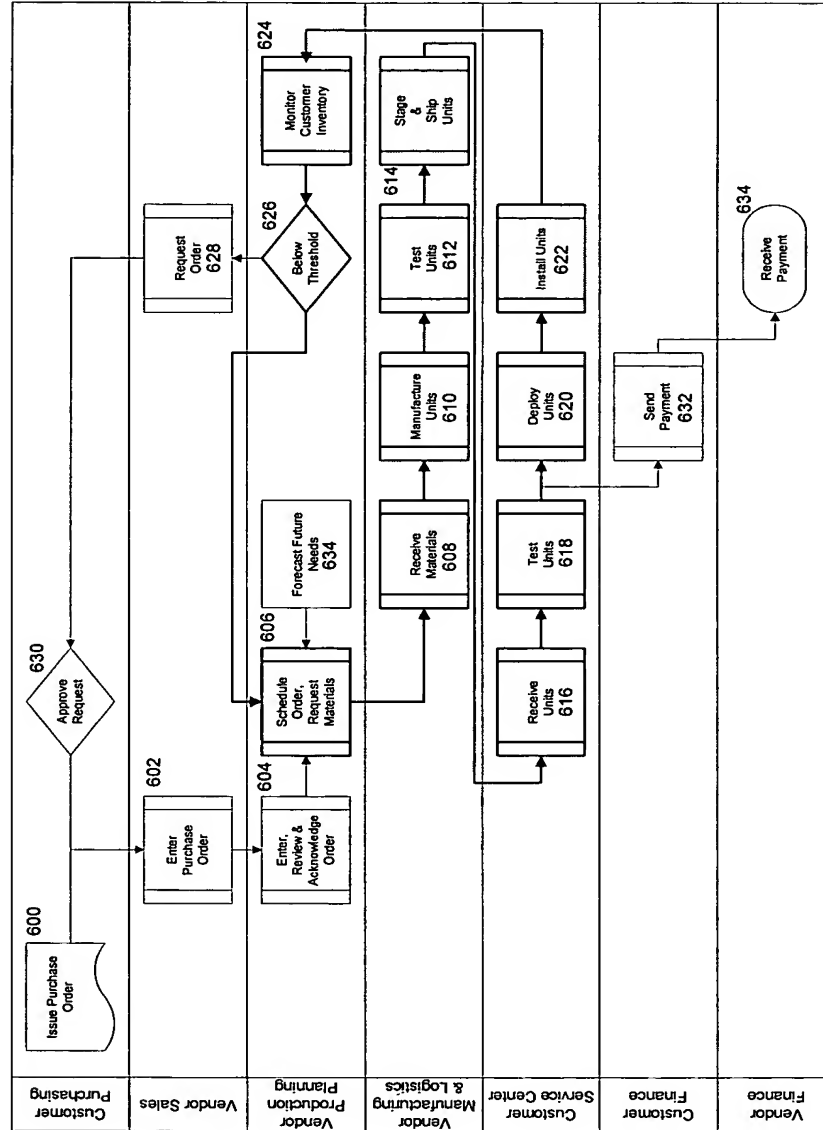 Customer
Purchasing
Issue Purchase
Order
600
Approve
Request
630
Vendor Sales
Enter
Purchase
Order
602
Request
Order
628
Vendor
Production
Planning
Enter,
Review &
Acknowledge
Order
604
Schedule
Order,
Request
Materials
606
Forecast Future
Needs
634
Below
Threshold
626
Monitor
Customer
Inventory
624
Vendor
Manufacturing
& Logistics
Receive
Materials
608
Manufacture
Units
610
Test
Units
612
Stage
&
Ship
Units
614
Customer
Service Center
Receive
Units
616
Test
Units
618
Deploy
Units
620
Install Units
622
Customer
Finance
Send
Payment
632
Vendor
Finance
Receive
Payment
634